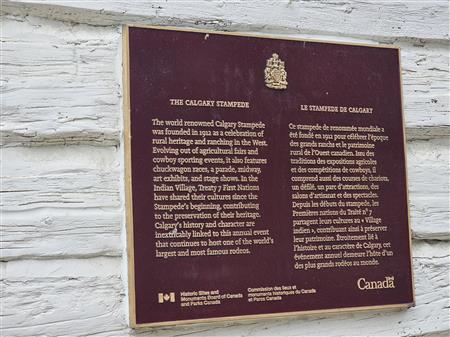 THE CALGARY STAMPEDE
The world renowned Calgary Stampede
was founded in 1912 as a celebration of
rural heritage and ranching in the West.
Evolving out of agricultural fairs and
cowboy sporting events, it also features
chuckwagon races, a parade, midway,
art exhibits, and stage shows. In the
Indian Village, Treaty 7 First Nations
have shared their cultures since the
Stampede's beginning, contributing
to the preservation of their heritage.
Calgary's history and character are
inextricably linked to this annual event
that continues to host one of the world's
largest and most famous rodeos.
LE STAMPEDE DE CALGARY
Ce stampede de renommée mondiale a
été fondé en 1912 pour célébrer l'époque
des grands ranchs et le patrimoine
rural de l'Ouest canadien. Issu des
traditions des expositions agricoles
et des compétitions de cowboys, il
comprend aussi des courses de chariots,
un défilé, un parc d'attractions, des
salons d'artisanat et des spectacles.
Depuis les débuts du stampede, les
Premières nations du Traité nº 7
partagent leurs cultures au « Village
indien », contribuant ainsi à préserver
leur patrimoine. Étroitement lié à
l'histoire et au caractère de Calgary, cet
événement annuel demeure l'hôte d'un
des plus grands rodéos au monde.
Historic Sites and
Monuments Board of Canada
and Parks Canada
Commission des lieux et
monuments historiques du Canada
et Parcs Canada
Canada